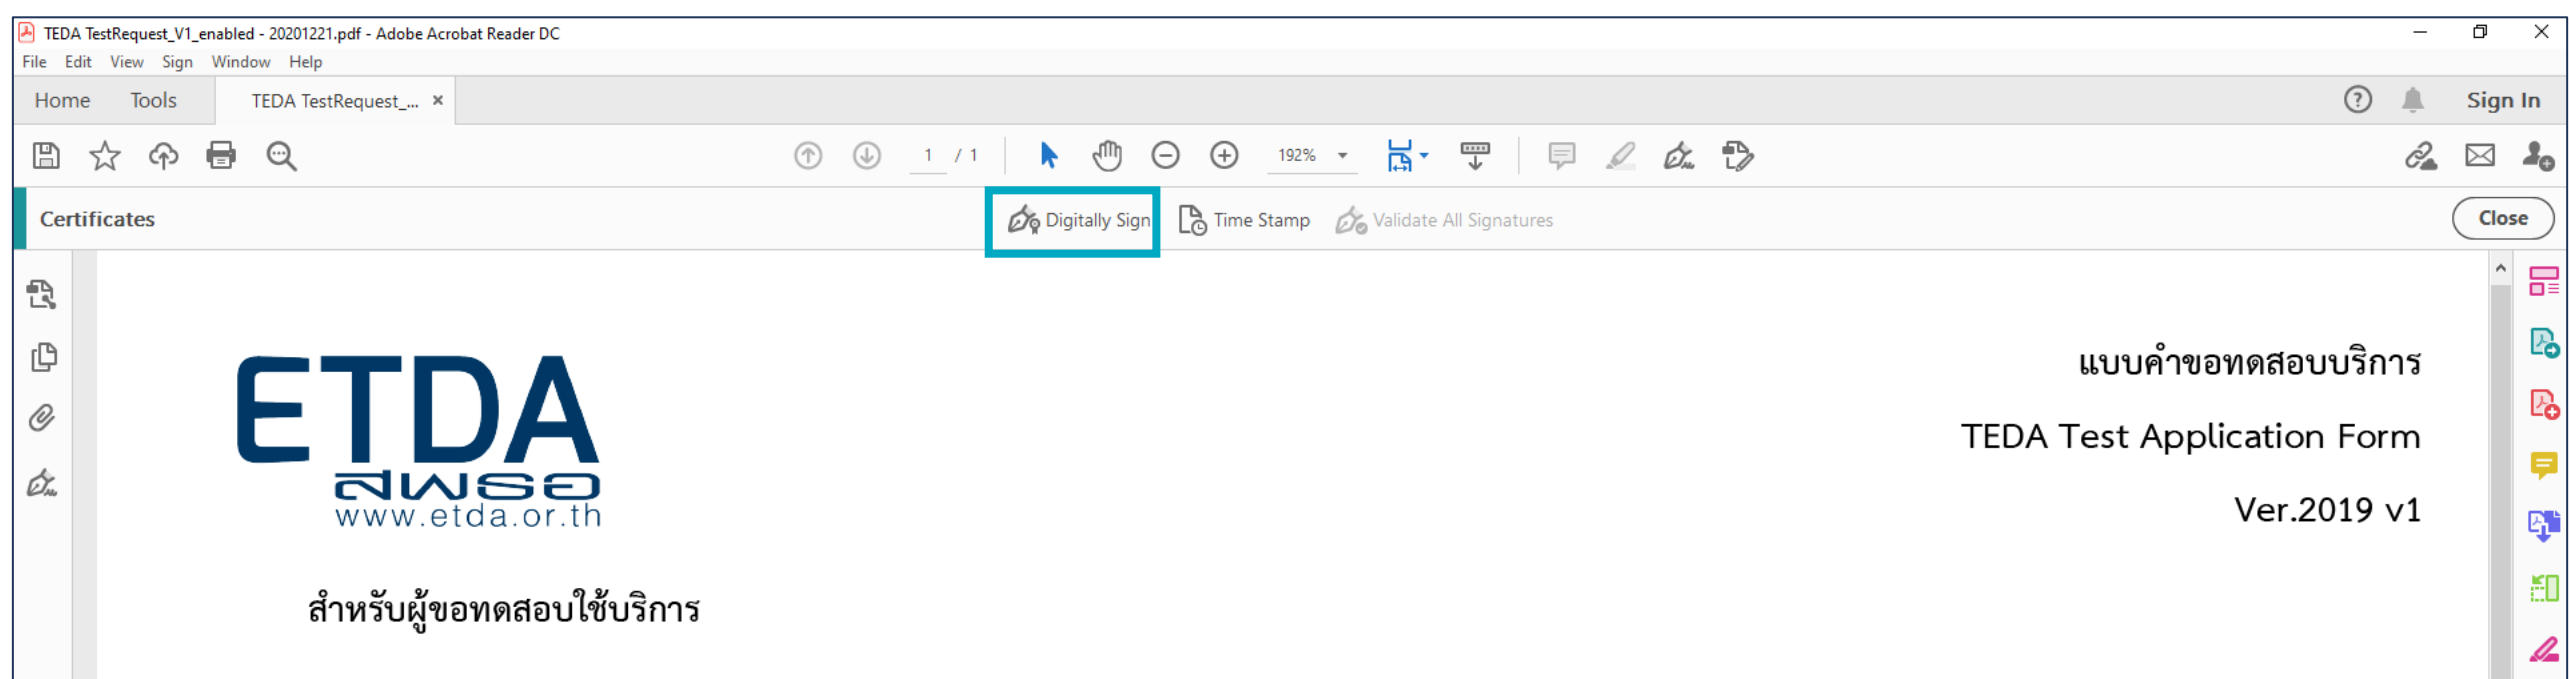 TEDA TestRequest_V1_enabled - 20201221.pdf - Adobe Acrobat Reader DC
File Edit View Sign Window Help
Home Tools TEDA TestRequest_... × Sign In
1 / 1 192%
Certificates Digitally Sign Time Stamp Validate All Signatures Close
ETDA
สพธอ
www.etda.or.th
แบบคำขอทดสอบบริการ
TEDA Test Application Form
Ver.2019 v1
สำหรับผู้ขอทดสอบใช้บริการ